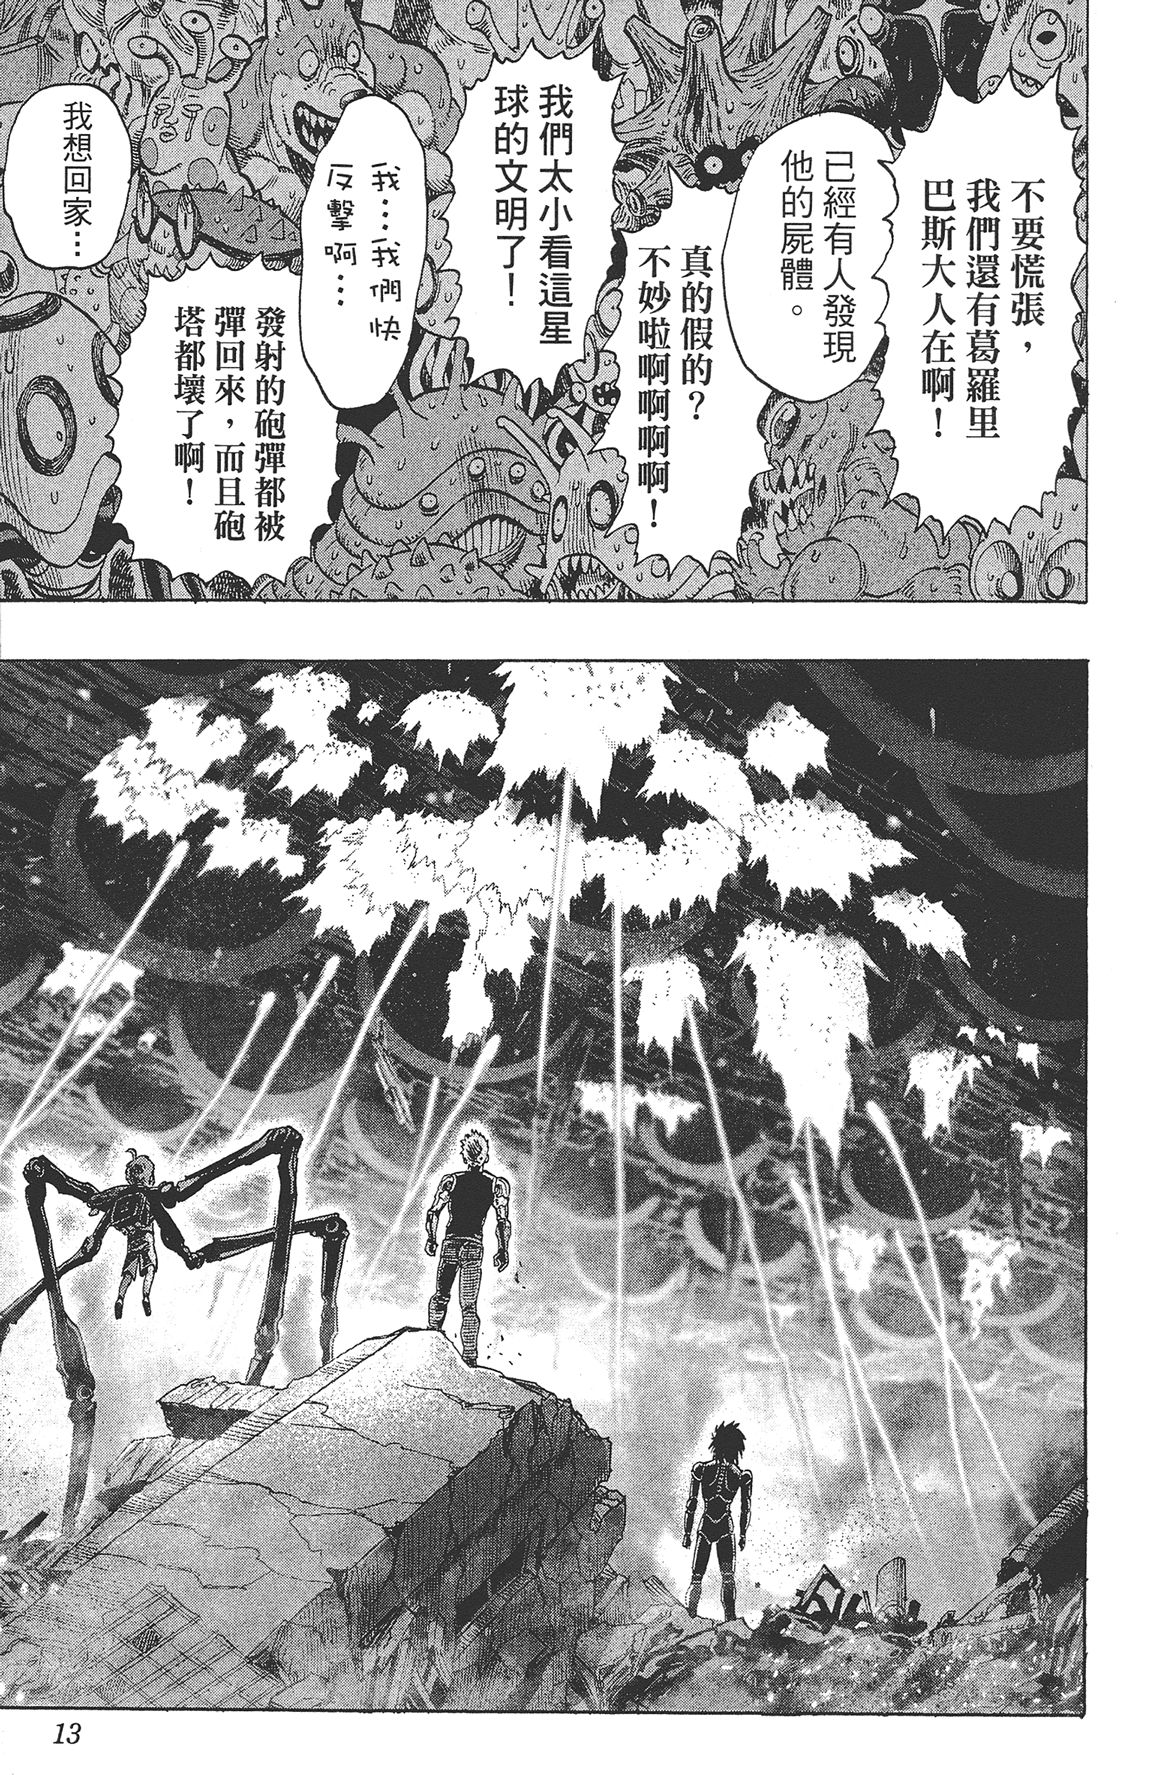 不要慌張，
我們還有葛羅里
巴斯大人在啊！
已經有人發現
他的屍體。
真的假的？
不妙啦啊啊啊啊！
我們太小看這星
球的文明了！
我…我們快
反擊啊…
發射的砲彈都被
彈回來，而且砲
塔都壞了啊！
我想回家…
13